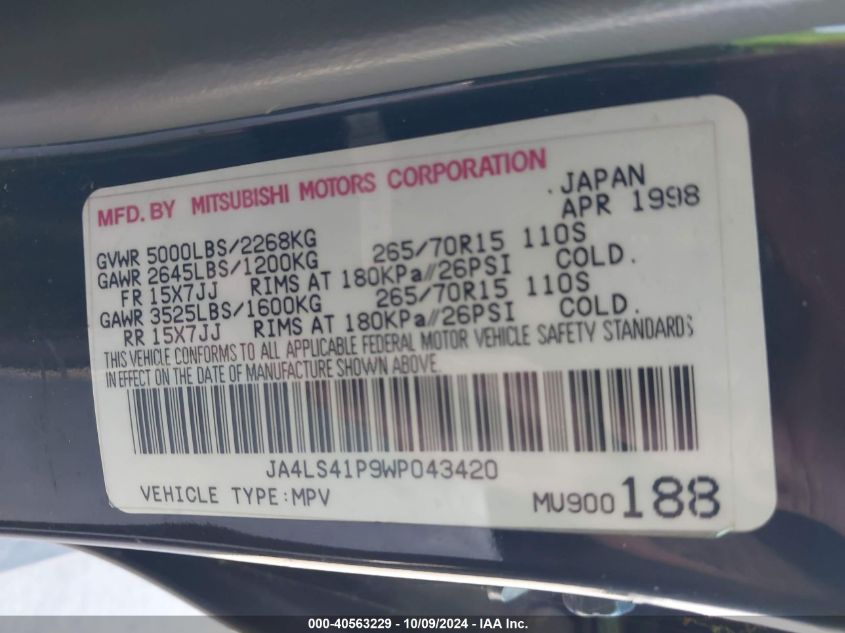 MFD. BY MITSUBISHI MOTORS CORPORATION
. JAPAN
APR 1998
GVWR 5000LBS/2268KG
GAWR 2645LBS/1200KG 265/70R15 110S
FR 15X7JJ RIMS AT 180KPa//26PSI COLD.
GAWR 3525LBS/1600KG 265/70R15 110S
RR 15X7JJ RIMS AT 180KPa//26PSI COLD.
THIS VEHICLE CONFORMS TO ALL APPLICABLE FEDERAL MOTOR VEHICLE SAFETY STANDARDS
IN EFFECT ON THE DATE OF MANUFACTURE SHOWN ABOVE.
JA4LS41P9WP043420
VEHICLE TYPE:MPV MU900188
000-40563229 - 10/09/2024 - IAA Inc.